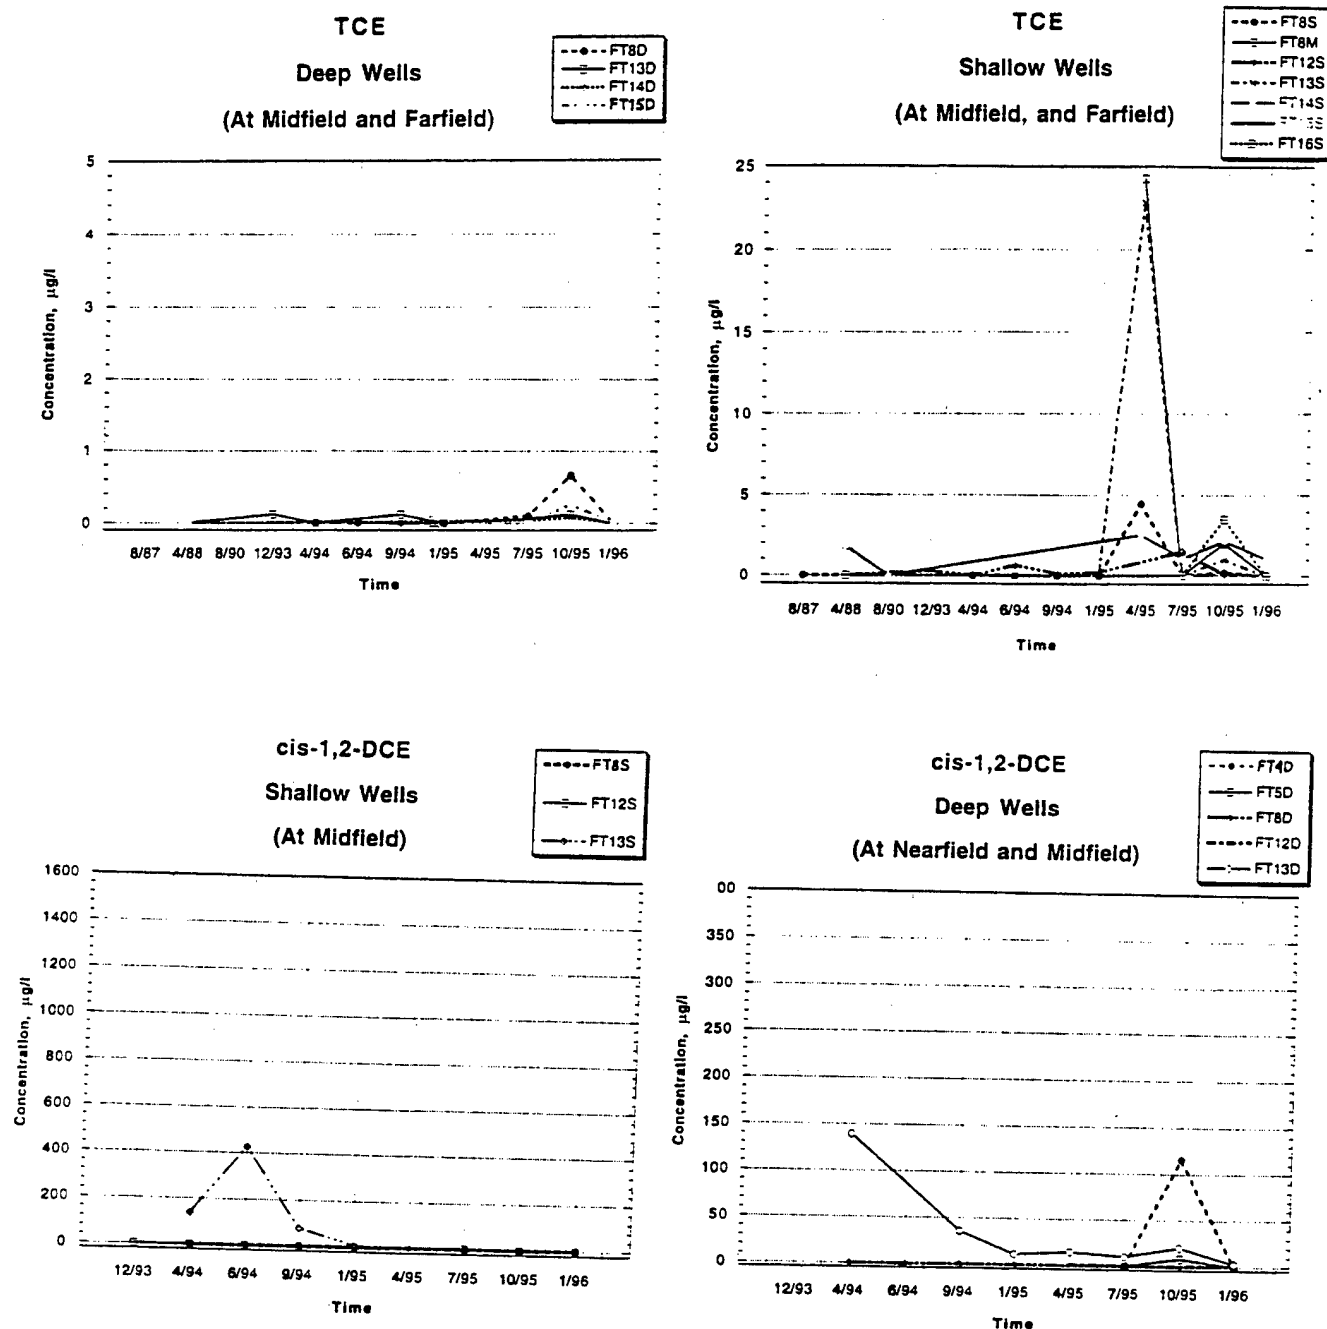 TCE
Deep Wells
(At Midfield and Farfield)
FT8D
FT13D
FT14D
FT15D
5
4
3
2
1
0
Concentration, µg/l
8/87 4/88 8/90 12/93 4/94 6/94 9/94 1/95 4/95 7/95 10/95 1/96
Time
TCE
Shallow Wells
(At Midfield, and Farfield)
FT8S
FT8M
FT12S
FT13S
FT14S
FT16S
25
20
15
10
5
0
Concentration, µg/l
8/87 4/88 8/90 12/93 4/94 6/94 9/94 1/95 4/95 7/95 10/95 1/96
Time
cis-1,2-DCE
Shallow Wells
(At Midfield)
FT8S
FT12S
FT13S
1600
1400
1200
1000
800
600
400
200
0
Concentration, µg/l
12/93 4/94 6/94 9/94 1/95 4/95 7/95 10/95 1/96
Time
cis-1,2-DCE
Deep Wells
(At Nearfield and Midfield)
FT4D
FT5D
FT8D
FT12D
FT13D
00
350
300
250
200
150
100
50
0
Concentration, µg/l
12/93 4/94 6/94 9/94 1/95 4/95 7/95 10/95 1/96
Time